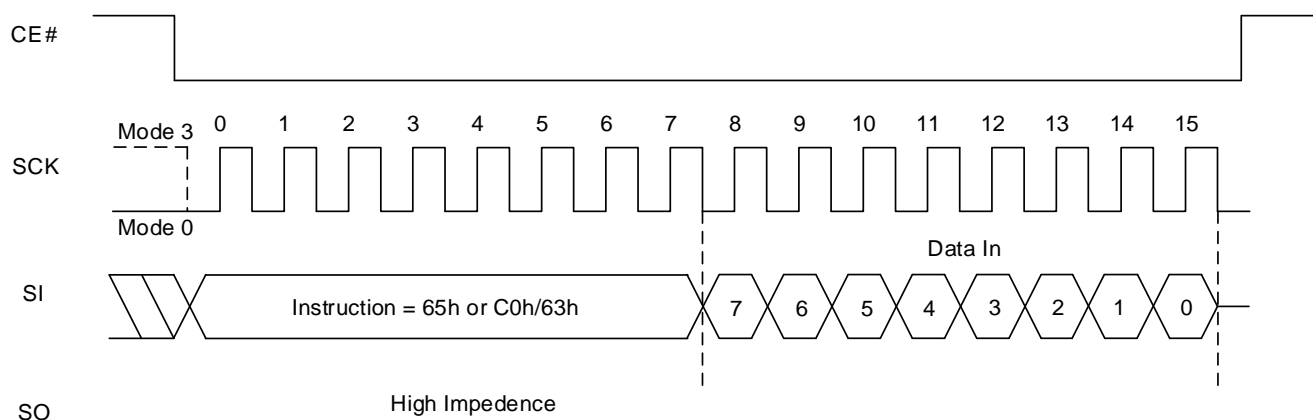 CE#
Mode 3 0 1 2 3 4 5 6 7 8 9 10 11 12 13 14 15
SCK
Mode 0
Data In
SI Instruction = 65h or C0h/63h 7 6 5 4 3 2 1 0
High Impedence
SO